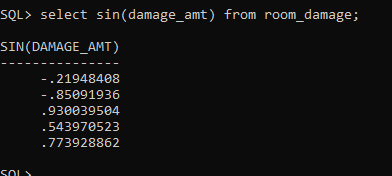 SQL> select sin(damage_amt) from room_damage;
SIN(DAMAGE_AMT)
---------------
-.21948408
-.85091936
.930039504
.543970523
.773928862
SQL>